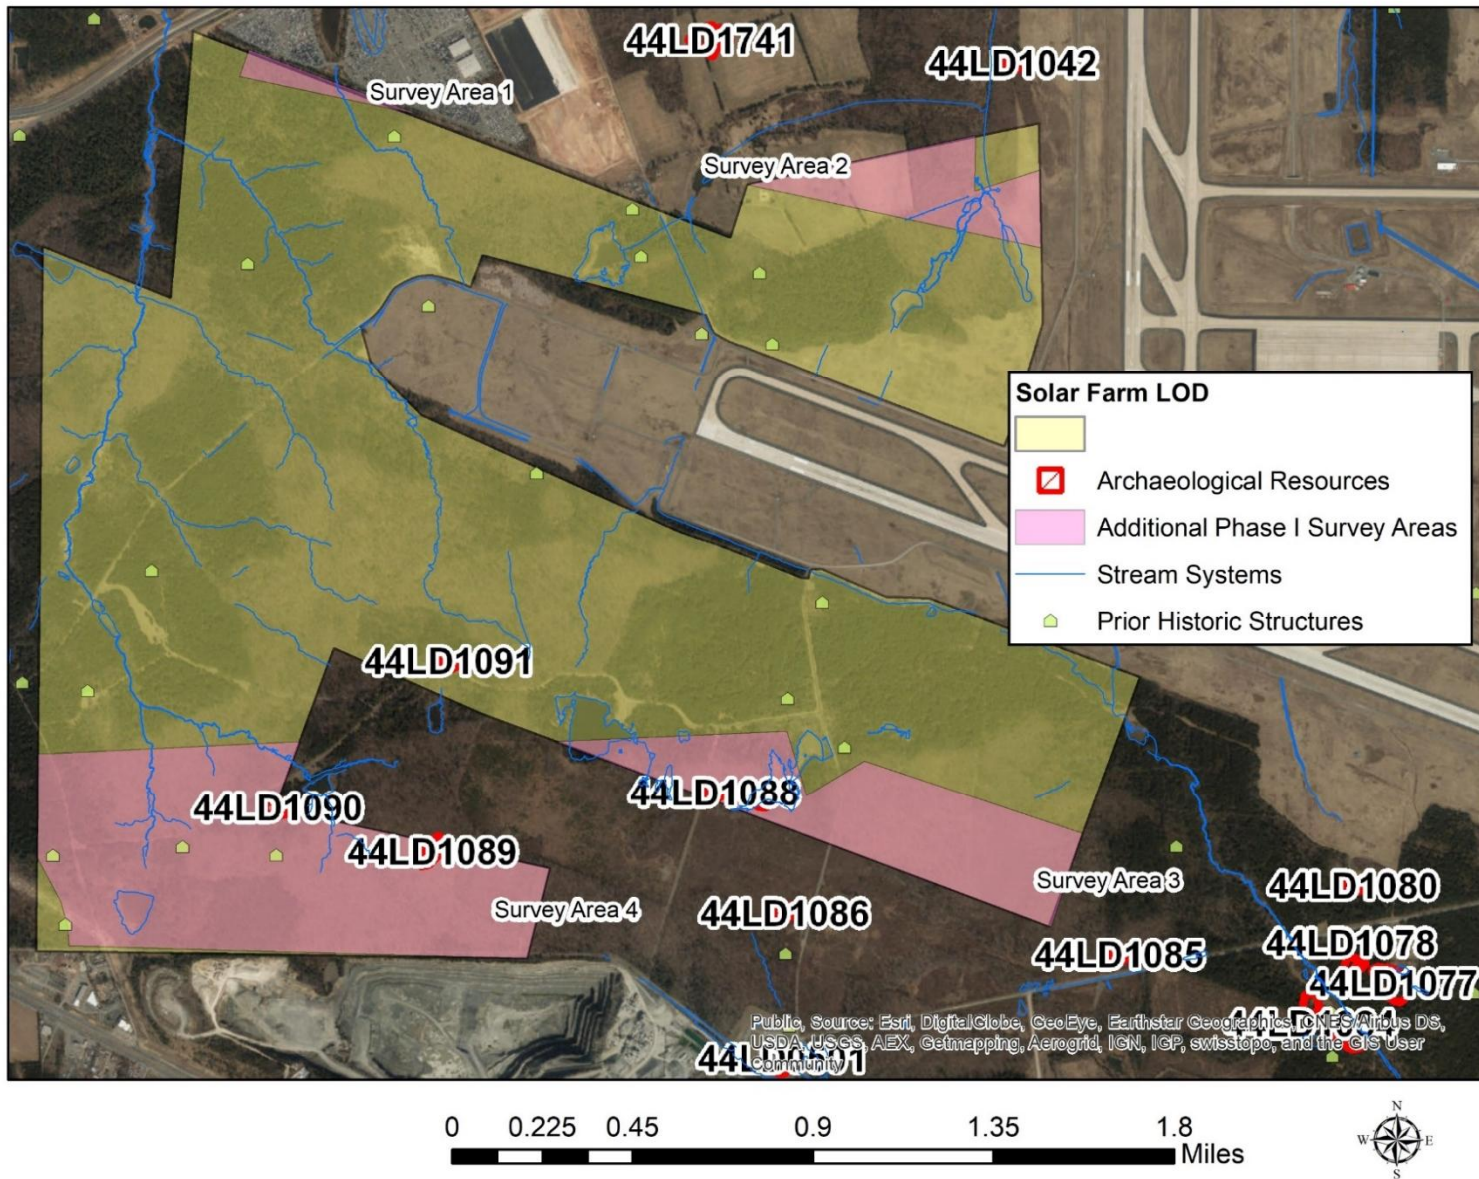 44LD1741
44LD1042
Survey Area 1
Survey Area 2
Solar Farm LOD
Archaeological Resources
Additional Phase I Survey Areas
Stream Systems
Prior Historic Structures
44LD1091
44LD1090
44LD1088
44LD1089
Survey Area 3
44LD1080
Survey Area 4
44LD1086
44LD1078
44LD1085
44LD1077
Public, Source: Esri, DigitalGlobe, GeoEye, Earthstar Geographics, CNES/Airbus DS,
USDA, USGS, AEX, Getmapping, Aerogrid, IGN, IGP, swisstopo, and the GIS User
Community
0 0.225 0.45 0.9 1.35 1.8
Miles
N
W E
S